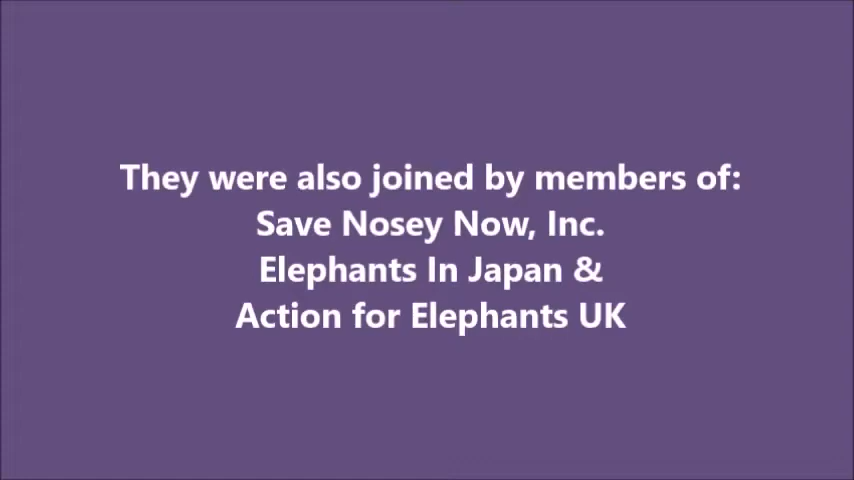 They were also joined by members of:
Save Nosey Now, Inc.
Elephants In Japan &
Action for Elephants UK